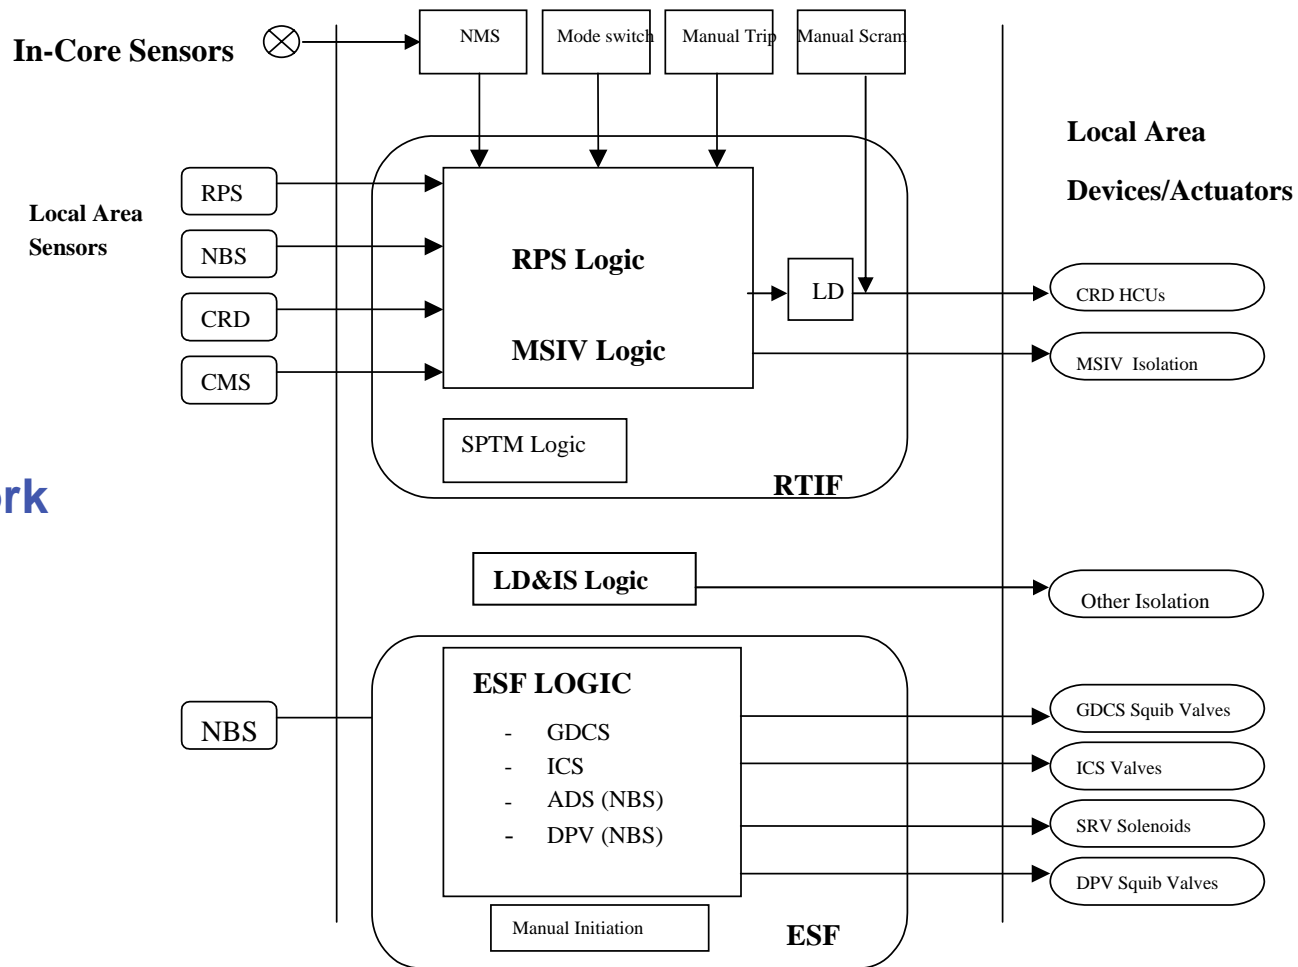 In-Core Sensors
NMS
Mode switch
Manual Trip
Manual Scram
Local Area
Devices/Actuators
Local Area
Sensors
RPS
NBS
CRD
CMS
RPS Logic
MSIV Logic
LD
CRD HCUs
MSIV Isolation
SPTM Logic
RTIF
ork
LD&IS Logic
Other Isolation
NBS
ESF LOGIC
- GDCS
- ICS
- ADS (NBS)
- DPV (NBS)
Manual Initiation
ESF
GDCS Squib Valves
ICS Valves
SRV Solenoids
DPV Squib Valves